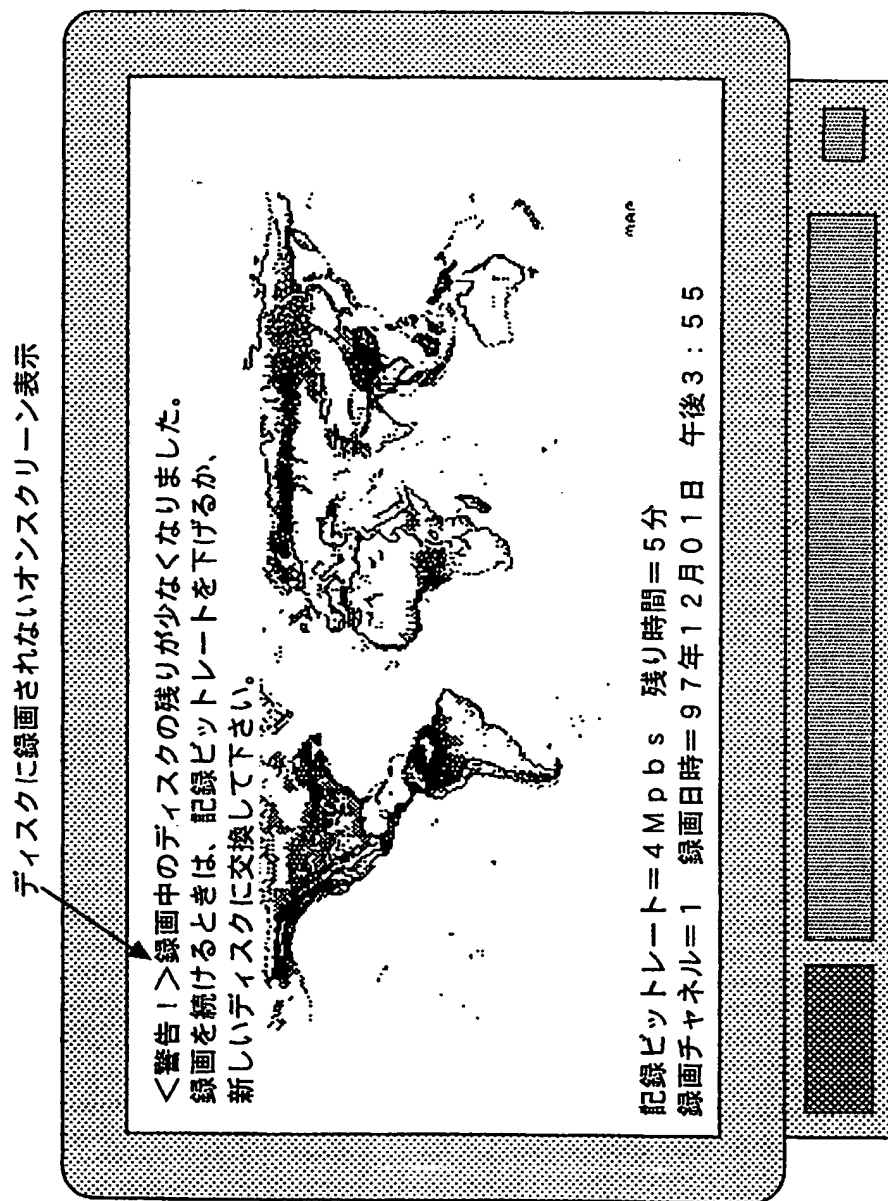 ディスクに録画されないオンスクリーン表示
<警告!>録画中のディスクの残りが少なくなりました。
録画を続けるときは、記録ビットレートを下げるか、
新しいディスクに交換して下さい。
MAP
記録ビットレート=4Mpbs 残り時間=5分
録画チャネル=1 録画日時=97年12月01日 午後3:55